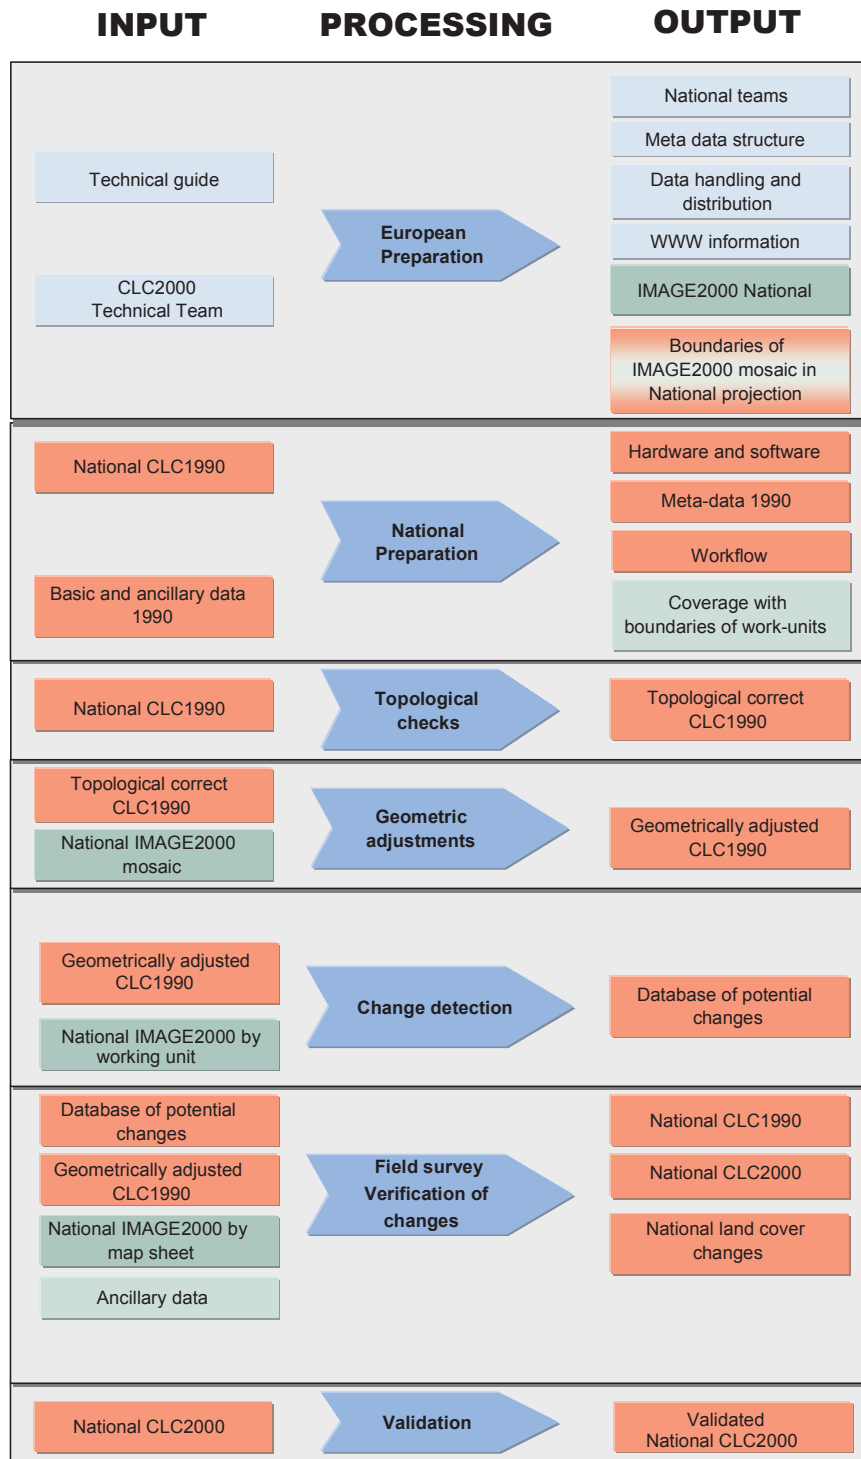 INPUT PROCESSING OUTPUT
Technical guide
CLC2000
Technical Team
European
Preparation
National teams
Meta data structure
Data handling and
distribution
WWW information
IMAGE2000 National
Boundaries of
IMAGE2000 mosaic in
National projection
National CLC1990
Basic and ancillary data
1990
National
Preparation
Hardware and software
Meta-data 1990
Workflow
Coverage with
boundaries of work-units
National CLC1990
Topological
checks
Topological correct
CLC1990
Topological correct
CLC1990
National IMAGE2000
mosaic
Geometric
adjustments
Geometrically adjusted
CLC1990
Geometrically adjusted
CLC1990
National IMAGE2000 by
working unit
Change detection
Database of potential
changes
Database of potential
changes
Geometrically adjusted
CLC1990
National IMAGE2000 by
map sheet
Ancillary data
Field survey
Verification of
changes
National CLC1990
National CLC2000
National land cover
changes
National CLC2000
Validation
Validated
National CLC2000